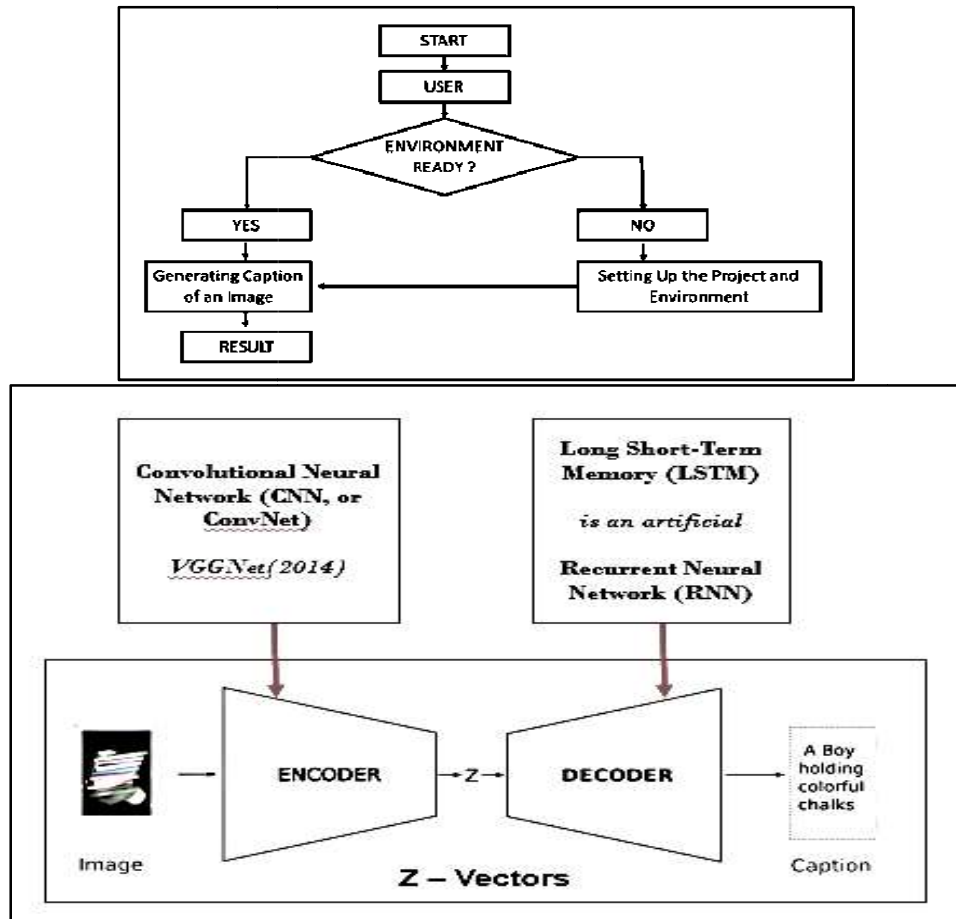 START
USER
ENVIRONMENT
READY ?
YES
NO
Generating Caption
of an Image
Setting Up the Project and
Environment
RESULT
Convolutional Neural
Network (CNN, or
ConvNet)
VGGNet(2014)
Long Short-Term
Memory (LSTM)
is an artificial
Recurrent Neural
Network (RNN)
ENCODER
Z
DECODER
A Boy
holding
colorful
chalks
Image
Caption
Z – Vectors